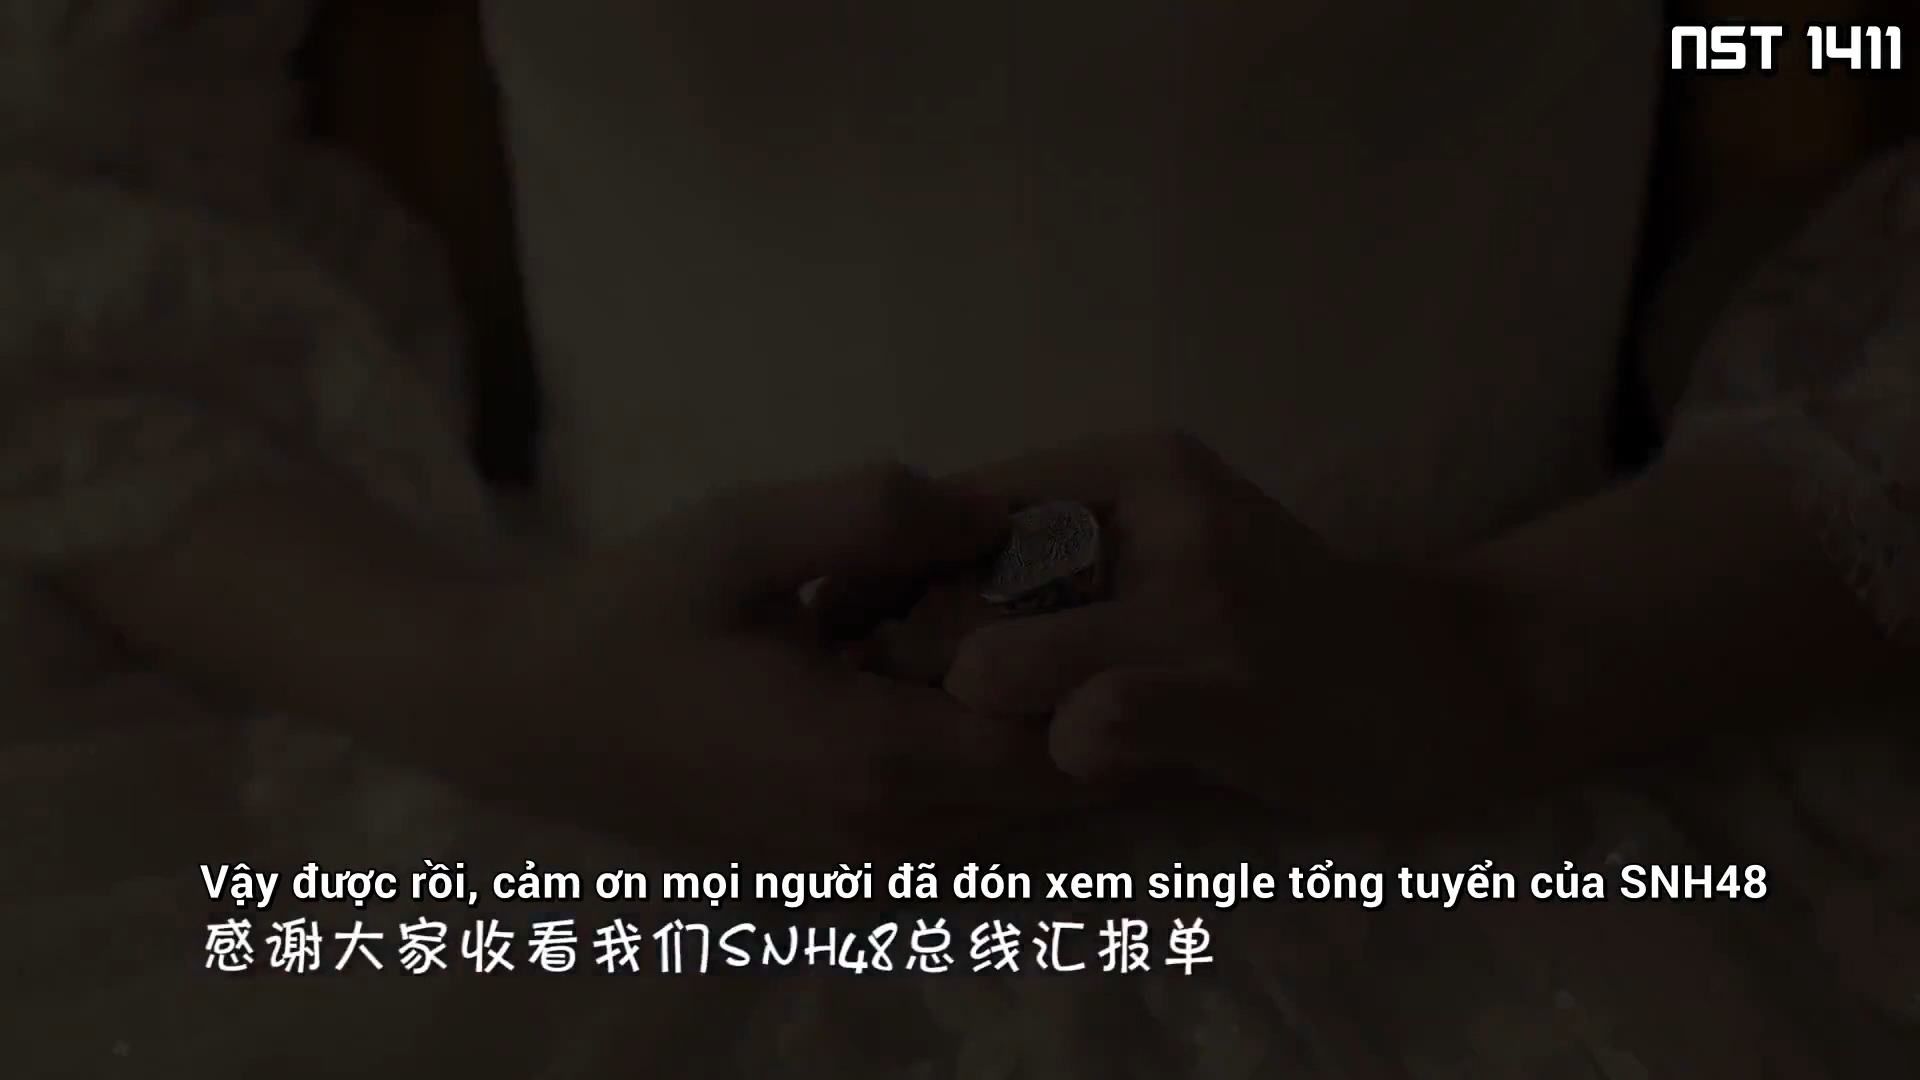 NST 1411
Vậy được rồi, cảm ơn mọi người đã đón xem single tổng tuyển của SNH48
感谢大家收看我们SNH48总线汇报单